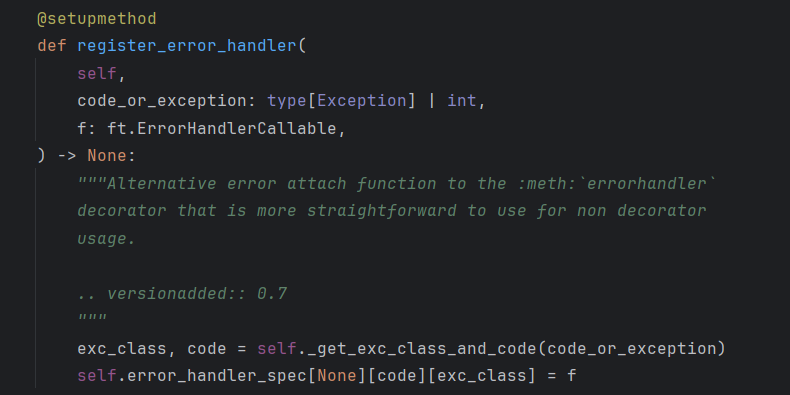 @setupmethod
def register_error_handler(
    self,
    code_or_exception: type[Exception] | int,
    f: ft.ErrorHandlerCallable,
) -> None:
    """Alternative error attach function to the :meth:`errorhandler`
    decorator that is more straightforward to use for non decorator
    usage.

    .. versionadded:: 0.7
    """
    exc_class, code = self._get_exc_class_and_code(code_or_exception)
    self.error_handler_spec[None][code][exc_class] = f